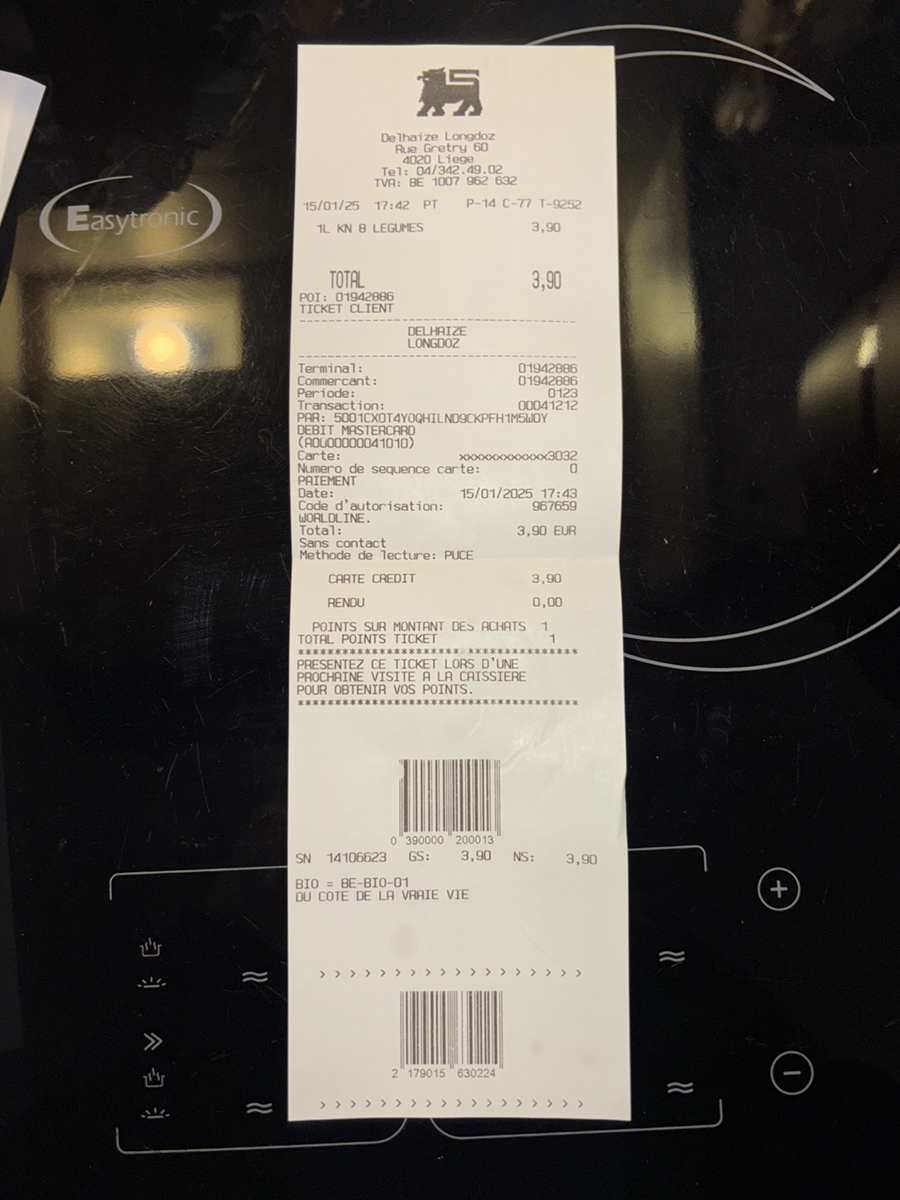 Easytronic
Delhaize Longdoz
Rue Gretry 60
4020 Liege
Tel: 04/342.49.02
TVA: BE 1007 962 632
15/01/25 17:42 PT P-14 C-77 T-9252
1L KN 8 LEGUMES 3,90
TOTAL 3,90
POI: 01942886
TICKET CLIENT
--------------------------------------
DELHAIZE
LONGDOZ
--------------------------------------
Terminal: 01942886
Commercant: 01942886
Periode: 0123
Transaction: 00041212
PAR: 5001CX0T4Y0QHILND9CKPFH1M5WDY
DEBIT MASTERCARD
(A0000000041010)
Carte: xxxxxxxxxxxx3032
Numero de sequence carte: 0
PAIEMENT
Date: 15/01/2025 17:43
Code d'autorisation: 967659
WORLDLINE.
Total: 3,90 EUR
Sans contact
Methode de lecture: PUCE
CARTE CREDIT 3,90
RENDU 0,00
POINTS SUR MONTANT DES ACHATS 1
TOTAL POINTS TICKET 1
**************************************
PRESENTEZ CE TICKET LORS D'UNE
PROCHAINE VISITE A LA CAISSIERE
POUR OBTENIR VOS POINTS.
**************************************
0 390000 200013
SN 14106623 GS: 3,90 NS: 3,90
BIO = BE-BIO-01
DU COTE DE LA VRAIE VIE
> > > > > > > > > > > > > > > > > >
2 179015 630224
> > > > > > > > > > > > > > > > > >